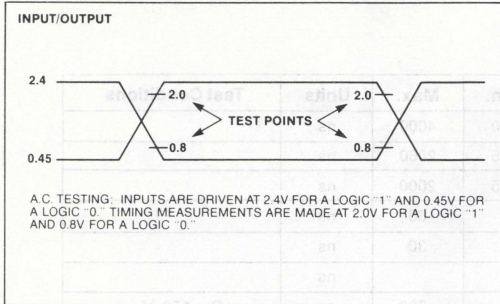 INPUT/OUTPUT
2.4
2.0
2.0
TEST POINTS
0.8
0.8
0.45
A.C. TESTING: INPUTS ARE DRIVEN AT 2.4V FOR A LOGIC "1" AND 0.45V FOR
A LOGIC "0." TIMING MEASUREMENTS ARE MADE AT 2.0V FOR A LOGIC "1"
AND 0.8V FOR A LOGIC "0."